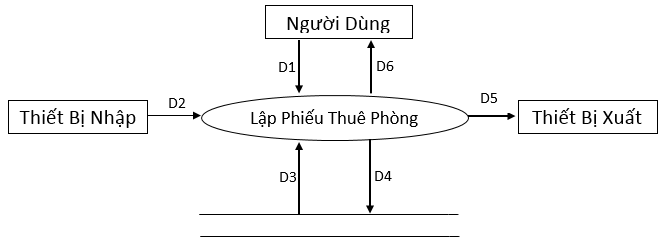 Người Dùng
D1
D6
Thiết Bị Nhập
D2
Lập Phiếu Thuê Phòng
D5
Thiết Bị Xuất
D3
D4